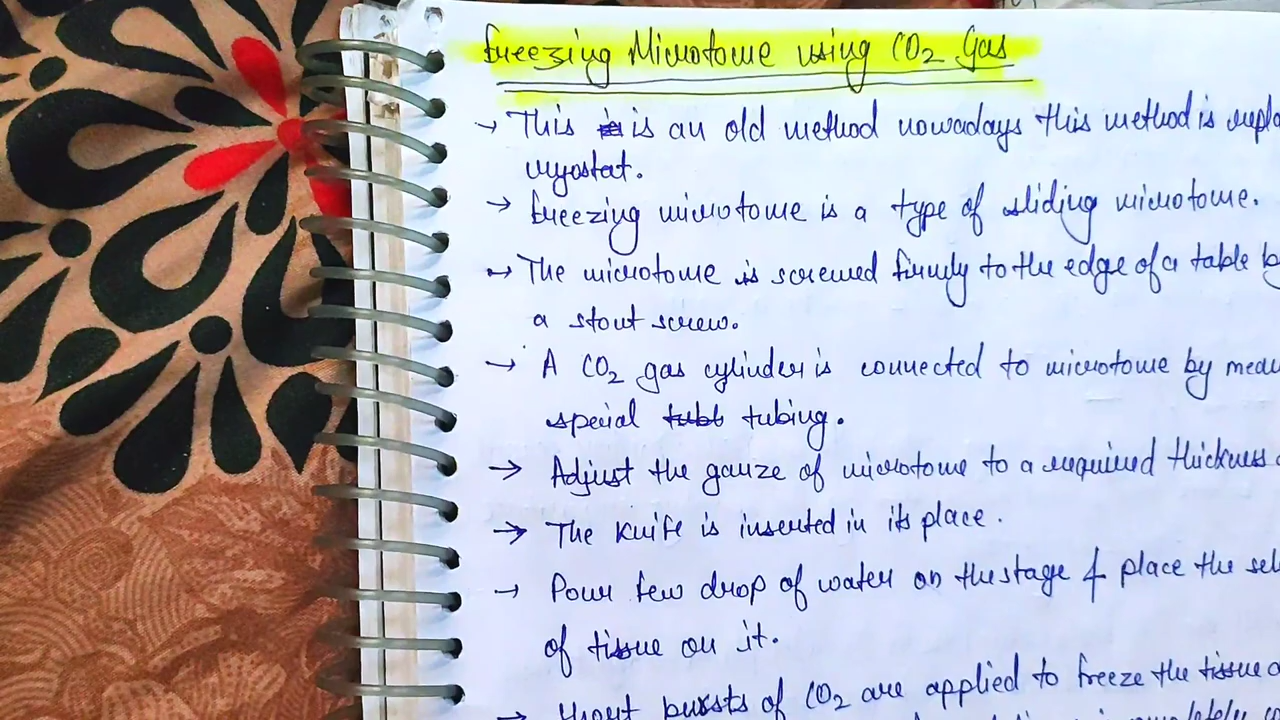 Freezing Microtome using CO2 Gas
→ This is an old method nowadays this method is repla
cryostat.
→ freezing microtome is a type of sliding microtome.
→ The microtome is screwed firmly to the edge of a table b
a stout screw.
→ A CO2 gas cylinder is connected to microtome by mea
special tubing.
→ Adjust the gauze of microtome to a required thickness
→ The knife is inserted in its place.
→ Pour few drop of water on the stage & place the sel
of tissue on it.
→ Short bursts of CO2 are applied to freeze the tissue